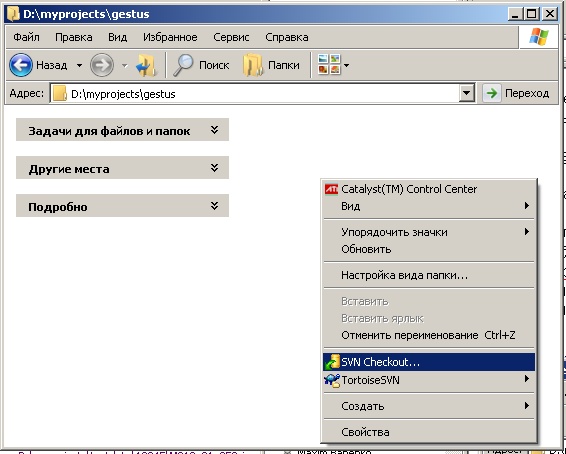 D:\myprojects\gestus
Файл Правка Вид Избранное Сервис Справка
Назад Поиск Папки
Адрес: D:\myprojects\gestus Переход
Задачи для файлов и папок
Другие места
Подробно
ATI Catalyst(TM) Control Center
Вид
Упорядочить значки
Обновить
Настройка вида папки...
Вставить
Вставить ярлык
Отменить переименование Ctrl+Z
SVN Checkout...
TortoiseSVN
Создать
Свойства